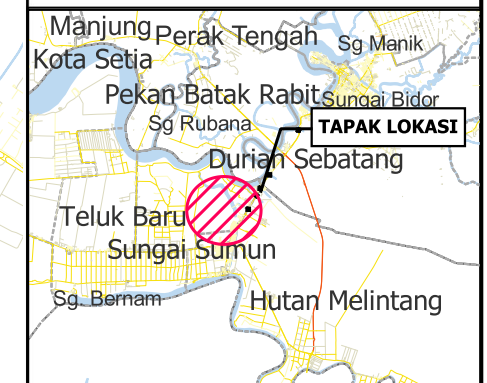 Manjung
Perak Tengah
Sg Manik
Kota Setia
Pekan Batak Rabit
Sungai Bidor
Sg Rubana
TAPAK LOKASI
Durian Sebatang
Teluk Baru
Sungai Sumun
Sg. Bernam
Hutan Melintang